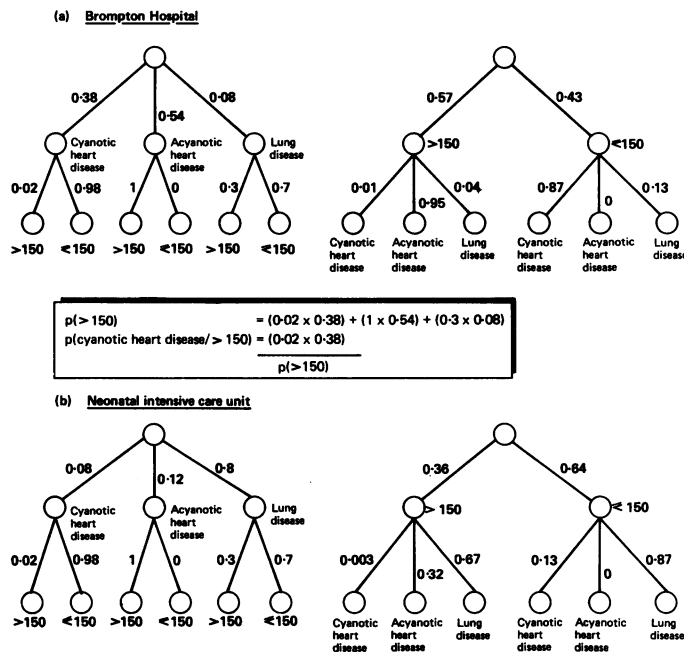 (a) Brompton Hospital
0·38 0·54 0·08 0·57 0·43
Cyanotic heart disease
Acyanotic heart disease
Lung disease
>150
≤150
0·02 0·98 1 0 0·3 0·7
0·01 0·95 0·04 0·87 0 0·13
>150 ≤150 >150 ≤150 >150 ≤150
Cyanotic heart disease
Acyanotic heart disease
Lung disease
Cyanotic heart disease
Acyanotic heart disease
Lung disease
p(>150) = (0·02 x 0·38) + (1 x 0·54) + (0·3 x 0·08)
p(cyanotic heart disease/>150) = (0·02 x 0·38)
p(>150)
(b) Neonatal intensive care unit
0·08 0·12 0·8 0·36 0·64
Cyanotic heart disease
Acyanotic heart disease
Lung disease
> 150
≤ 150
0·02 0·98 1 0 0·3 0·7
0·003 0·32 0·67 0·13 0 0·87
>150 ≤150 >150 ≤150 >150 ≤150
Cyanotic heart disease
Acyanotic heart disease
Lung disease
Cyanotic heart disease
Acyanotic heart disease
Lung disease